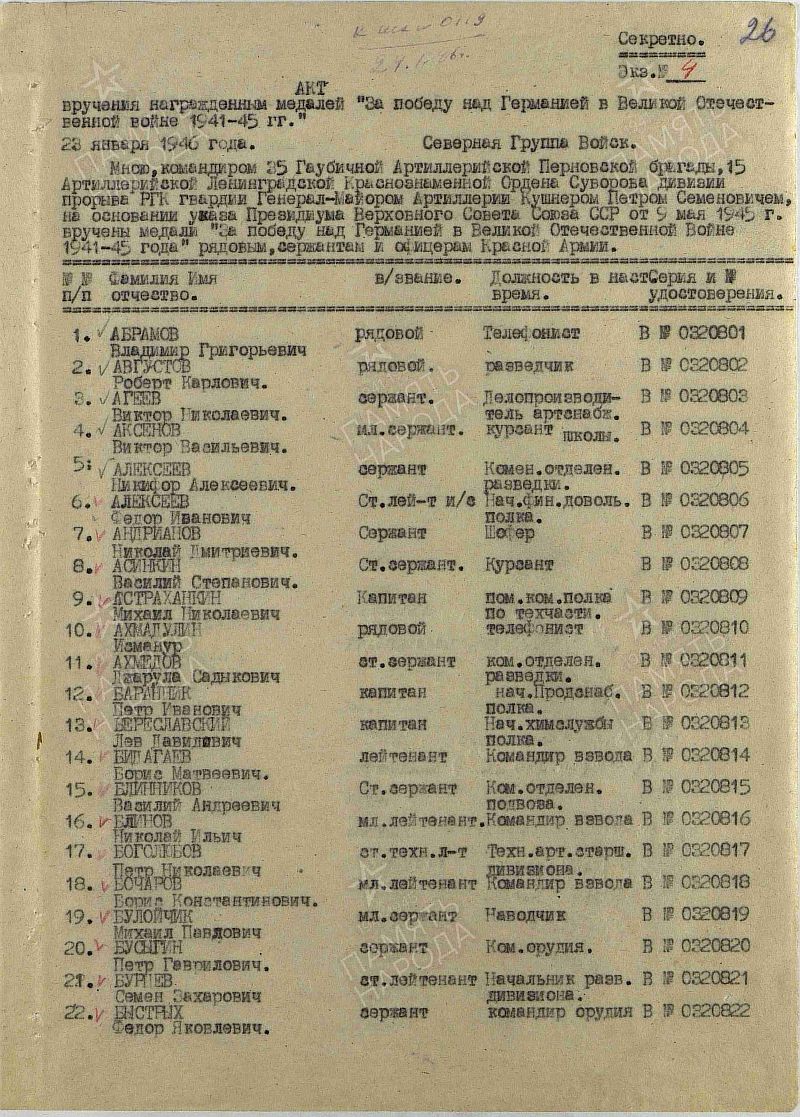 26
Секретно.
Экз.№ 4
АКТ
вручения награжденным медалей "За победу над Германией в Великой Отечест-
венной войне 1941-45 гг."
23 января 1946 года. Северная Группа Войск.
Мною, командиром 35 Гаубичной Артиллерийской Перновской бригады, 15
Артиллерийской Ленинградской Краснознаменной Ордена Суворова дивизии
прорыва РГК гвардии Генерал-Майором Артиллерии Кушнером Петром Семеновичем,
на основании указа Президиума Верховного Совета Союза ССР от 9 мая 1945 г.
вручены медали "За победу над Германией в Великой Отечественной Войне
1941-45 года" рядовым, сержантам и офицерам Красной Армии.
№ № Фамилия Имя в/звание. Должность в наст Серия и №
п/п отчество. время. удостоверения.
1. АБРАМОВ рядовой Телефонист В № 0320801
Владимир Григорьевич
2. АВГУСТОВ рядовой. разведчик В № 0320802
Роберт Карлович.
3. АГЕЕВ сержант. Делопроизводи- В № 0320803
Виктор Николаевич. тель артснабж.
4. АКСЕНОВ мл.сержант. курсант школы. В № 0320804
Виктор Васильевич.
5: АЛЕКСЕЕВ сержант Комен.отделен. В № 0320805
Никифор Алексеевич. разведки.
6. АЛЕКСЕЕВ Ст.лей-т и/с Нач.фин.доволь. В № 0320806
Федор Иванович полка.
7. АНДРИАНОВ Сержант Шофер В № 0320807
Николай Дмитриевич.
8. АСИНКИН Ст.сержант. Курсант В № 0320808
Василий Степанович.
9. АСТРАХАНКИН Капитан пом.ком.полка В № 0320809
Михаил Николаевич по техчасти.
10. АХМАДУЛИН рядовой телефонист В № 0320810
Исманур
11. АХМЕДОВ ст.сержант ком.отделен. В № 0320811
Джарула Садыкович разведки.
12. БАРАННИК капитан нач.Продснаб. В № 0320812
Петр Иванович полка.
13. БЕРЕСЛАВСКИЙ капитан Нач.химслужбы В № 0320813
Лев Давидович полка.
14. БИГАГАЕВ лейтенант Командир взвода В № 0320814
Борис Матвеевич.
15. БЛИННИКОВ Ст.сержант Ком.отделен. В № 0320815
Василий Андреевич подвоза.
16. БЛИНОВ мл.лейтенант. Командир взвода В № 0320816
Николай Ильич
17. БОГОЛЮБОВ ст.техн.л-т Техн.арт.старш. В № 0320817
Петр Николаевич дивизиона.
18. БОЧАРОВ мл.лейтенант Командир взвода В № 0320818
Борис Константинович.
19. БУЛОЙЧИК мл.сержант Наводчик В № 0320819
Михаил Павлович
20. БУСЫГИН сержант Ком.орудия. В № 0320820
Петр Гаврилович.
21. БУРЦЕВ ст.лейтенант Начальник разв. В № 0320821
Семен Захарович дивизиона.
22. БЫСТРЫХ сержант командир орудия В № 0320822
Федор Яковлевич.